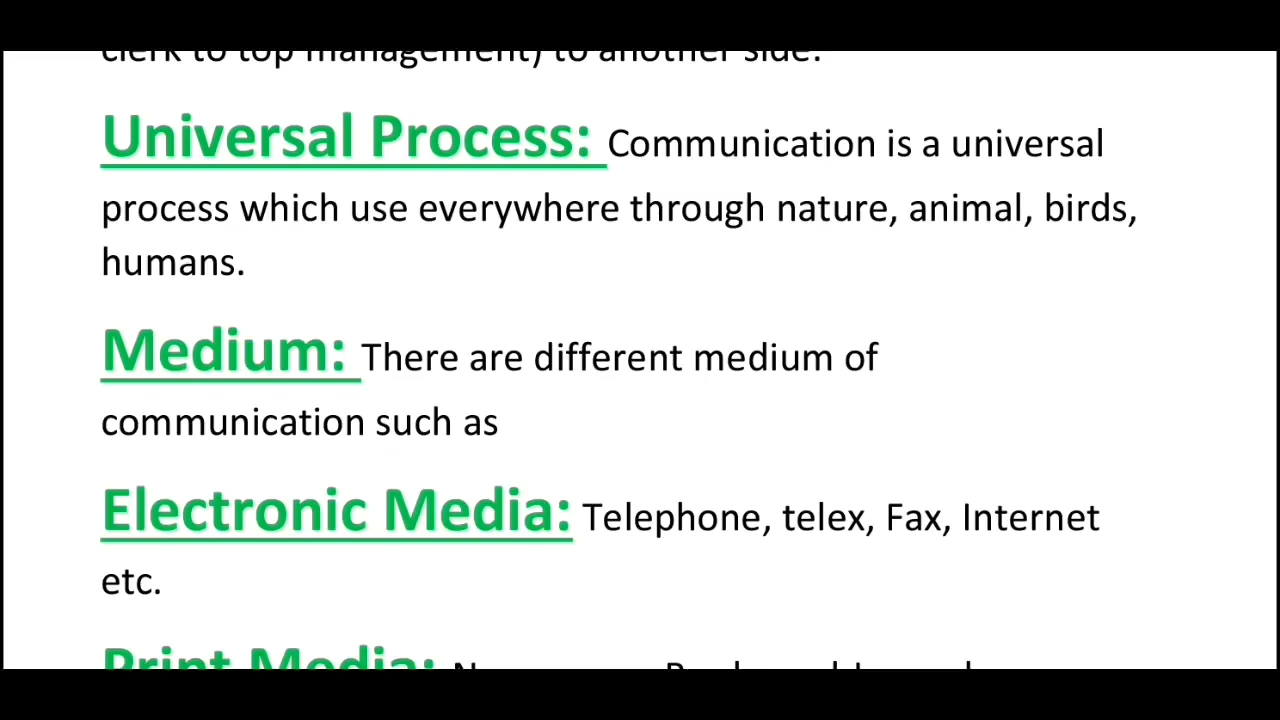 clerk to top management) to another side.
Universal Process: Communication is a universal
process which use everywhere through nature, animal, birds,
humans.
Medium: There are different medium of
communication such as
Electronic Media: Telephone, telex, Fax, Internet
etc.
Print Media: